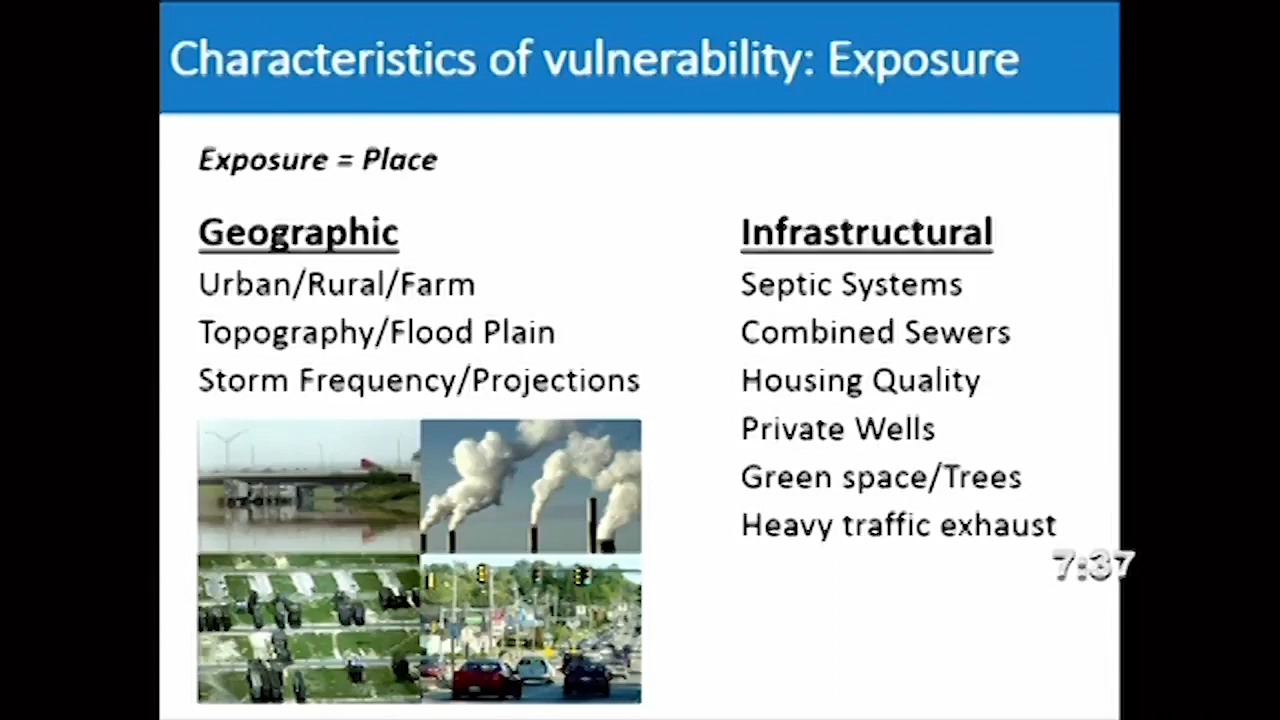 Characteristics of vulnerability: Exposure
Exposure = Place
Geographic
Urban/Rural/Farm
Topography/Flood Plain
Storm Frequency/Projections
Infrastructural
Septic Systems
Combined Sewers
Housing Quality
Private Wells
Green space/Trees
Heavy traffic exhaust
7:37